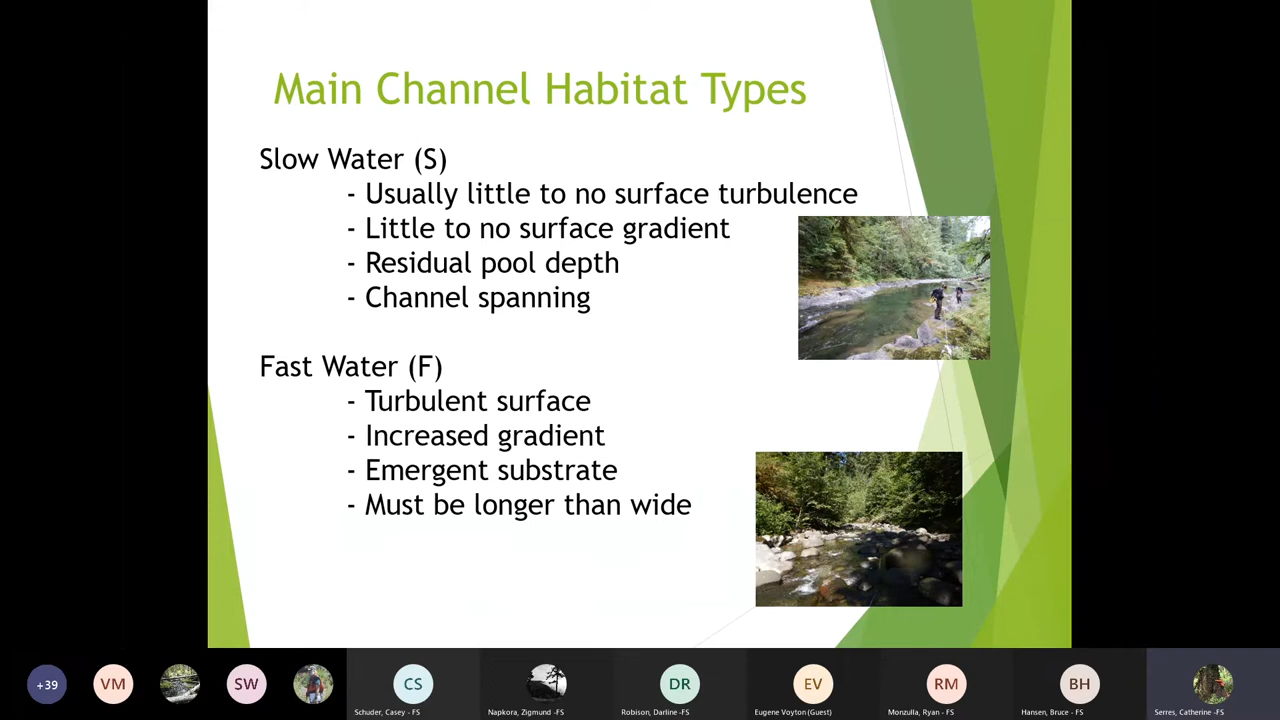 Main Channel Habitat Types
Slow Water (S)
- Usually little to no surface turbulence
- Little to no surface gradient
- Residual pool depth
- Channel spanning
Fast Water (F)
- Turbulent surface
- Increased gradient
- Emergent substrate
- Must be longer than wide
+39
VM
SW
CS
DR
EV
RM
BH
Schuder, Casey - FS
Napkora, Zigmund -FS
Robison, Darline -FS
Eugene Voyton (Guest)
Monzulla, Ryan - FS
Hansen, Bruce - FS
Serres, Catherine -FS